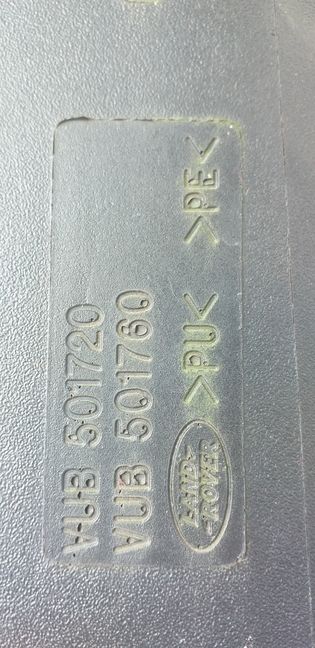 VUB 501720
VUB 501760
LAND-
-ROVER
>PU< >PE<